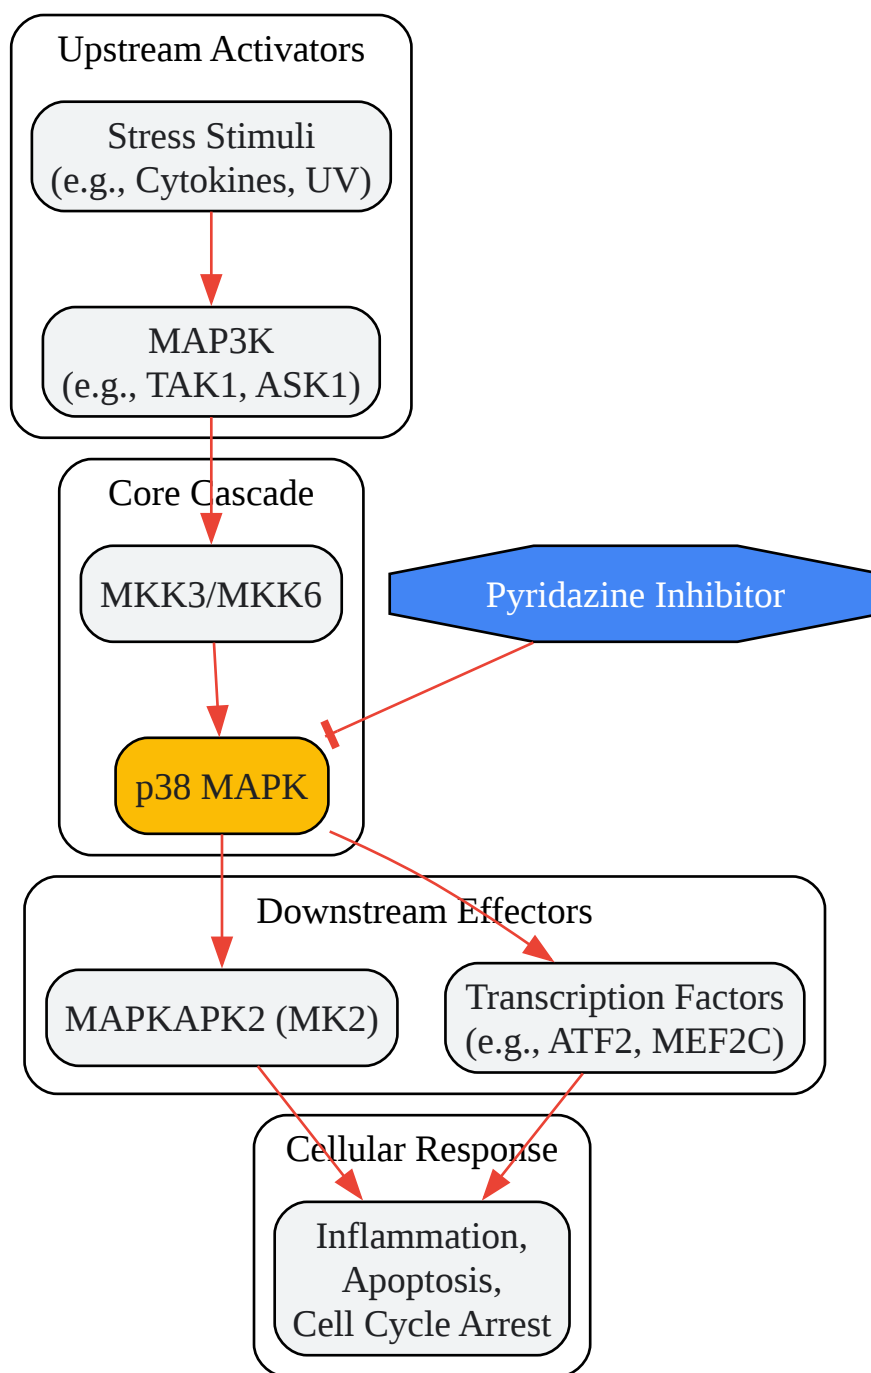 Upstream Activators
Stress Stimuli
(e.g., Cytokines, UV)
MAP3K
(e.g., TAK1, ASK1)
Core Cascade
MKK3/MKK6
Pyridazine Inhibitor
p38 MAPK
Downstream Effectors
MAPKAPK2 (MK2)
Transcription Factors
(e.g., ATF2, MEF2C)
Cellular Response
Inflammation,
Apoptosis,
Cell Cycle Arrest